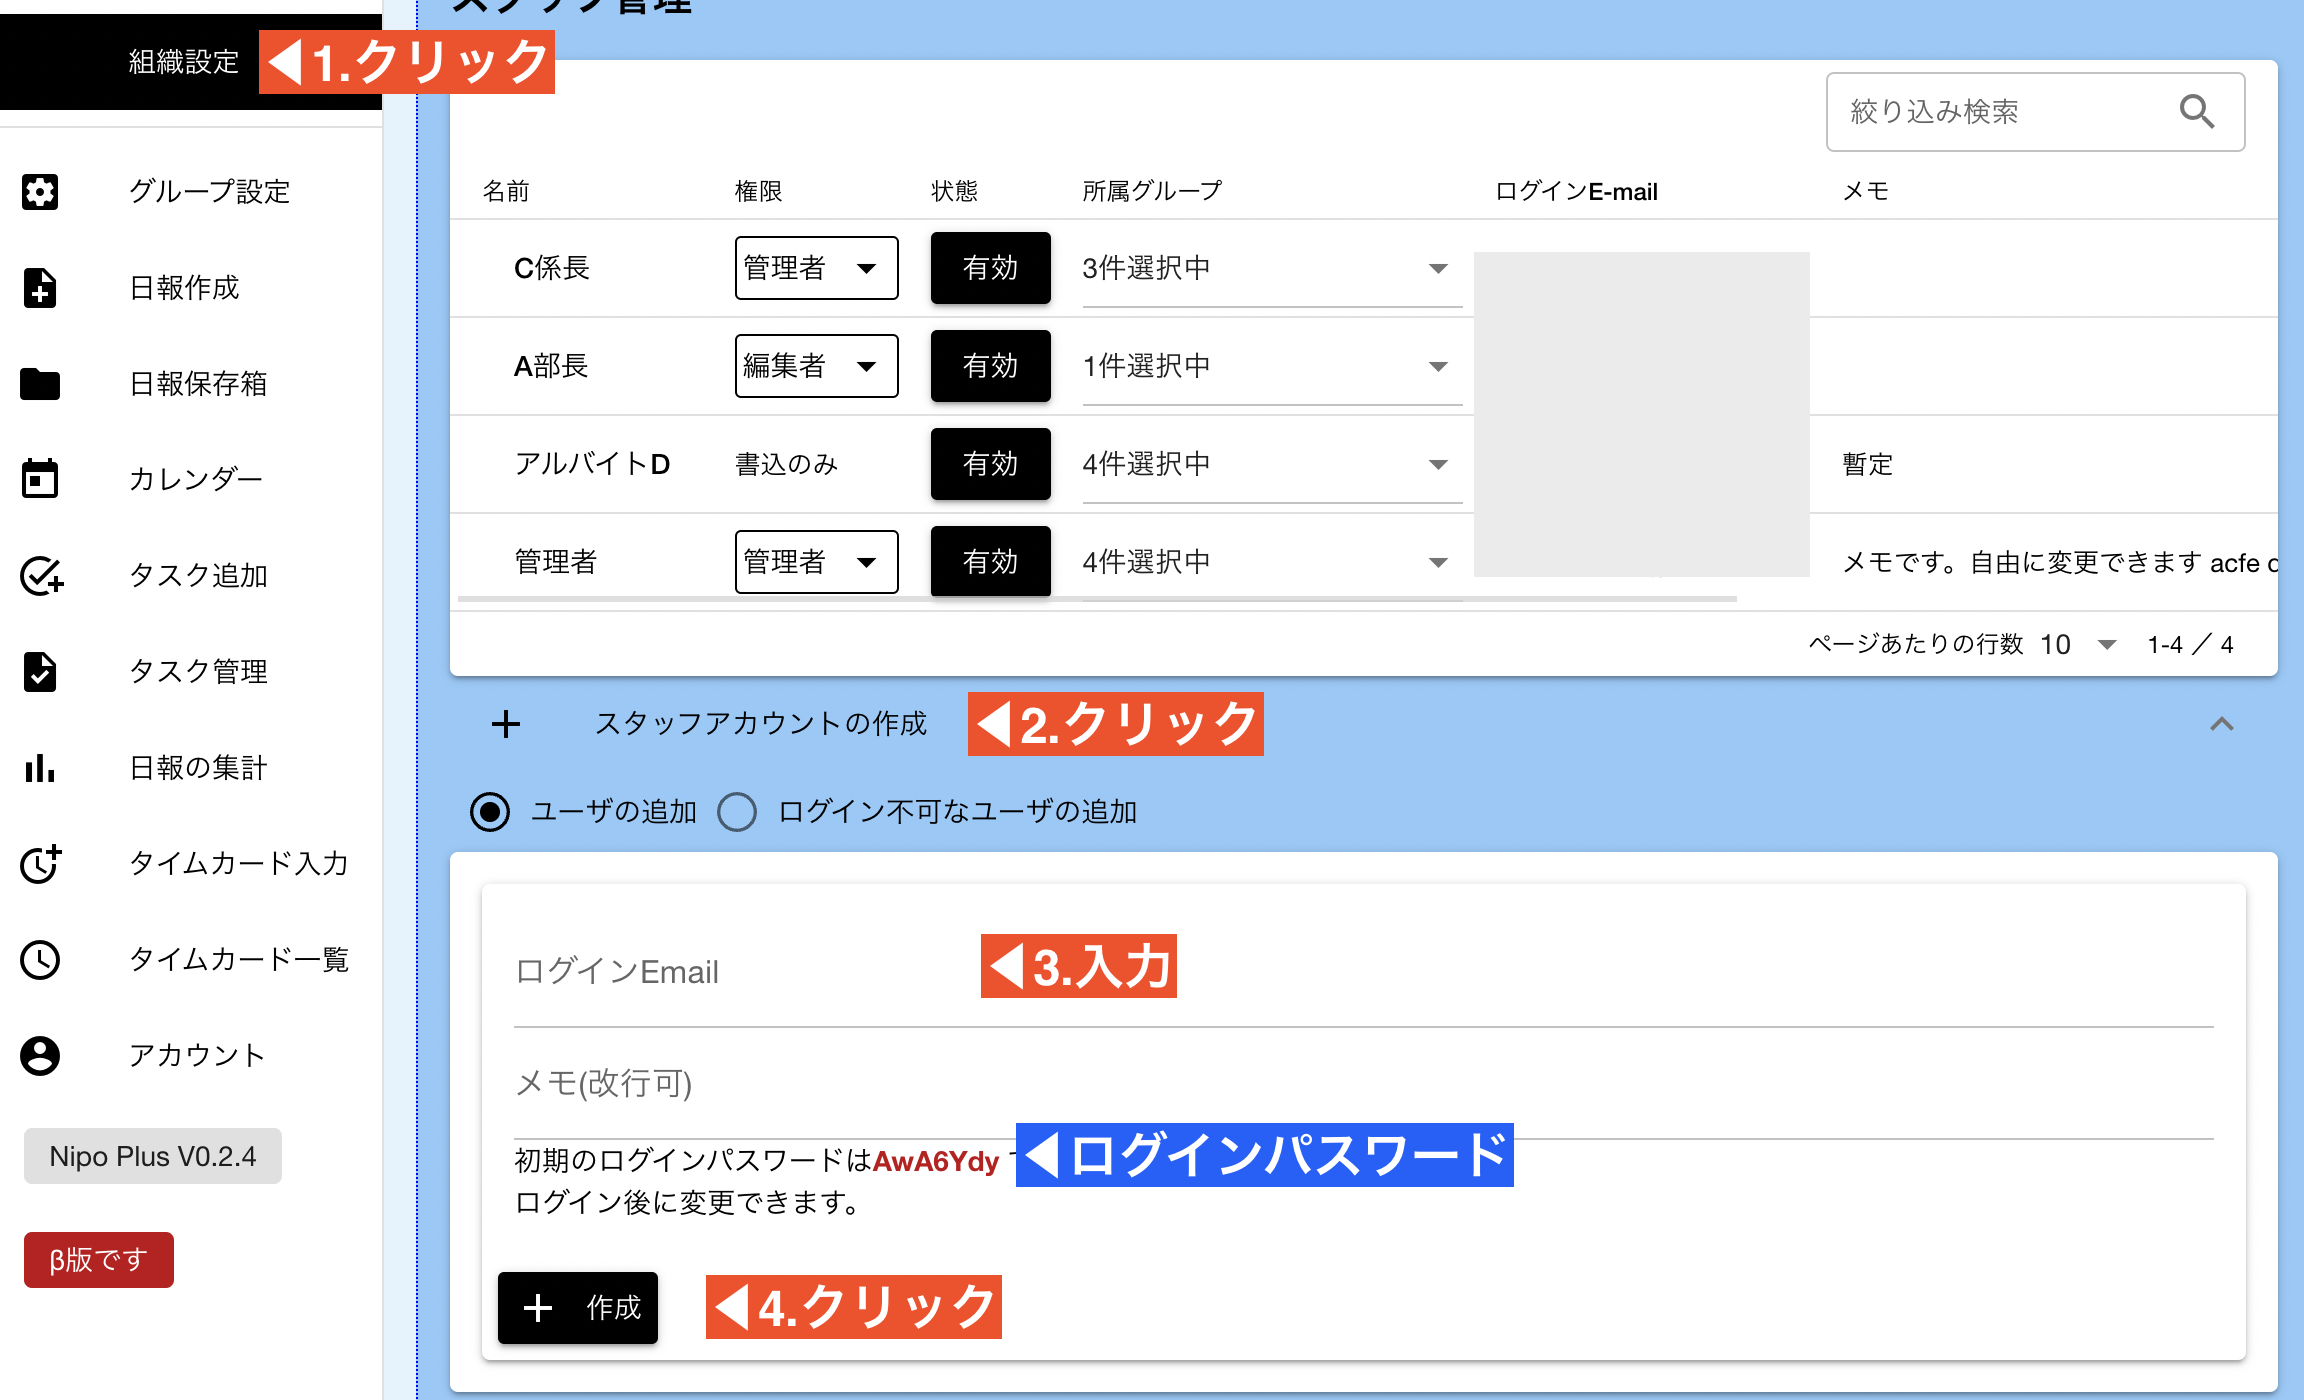 スタッフ管理
組織設定
◀1.クリック
グループ設定
日報作成
日報保存箱
カレンダー
タスク追加
タスク管理
日報の集計
タイムカード入力
タイムカード一覧
アカウント
Nipo Plus V0.2.4
β版です
絞り込み検索
名前 権限 状態 所属グループ ログインE-mail メモ
C係長 管理者 有効 3件選択中
A部長 編集者 有効 1件選択中
アルバイトD 書込のみ 有効 4件選択中 暫定
管理者 管理者 有効 4件選択中 メモです。自由に変更できます acfe
ページあたりの行数 10 1-4 ／ 4
スタッフアカウントの作成 ◀2.クリック
ユーザの追加 ログイン不可なユーザの追加
ログインEmail ◀3.入力
メモ(改行可)
初期のログインパスワードはAwA6Ydy ◀ログインパスワード
ログイン後に変更できます。
作成 ◀4.クリック